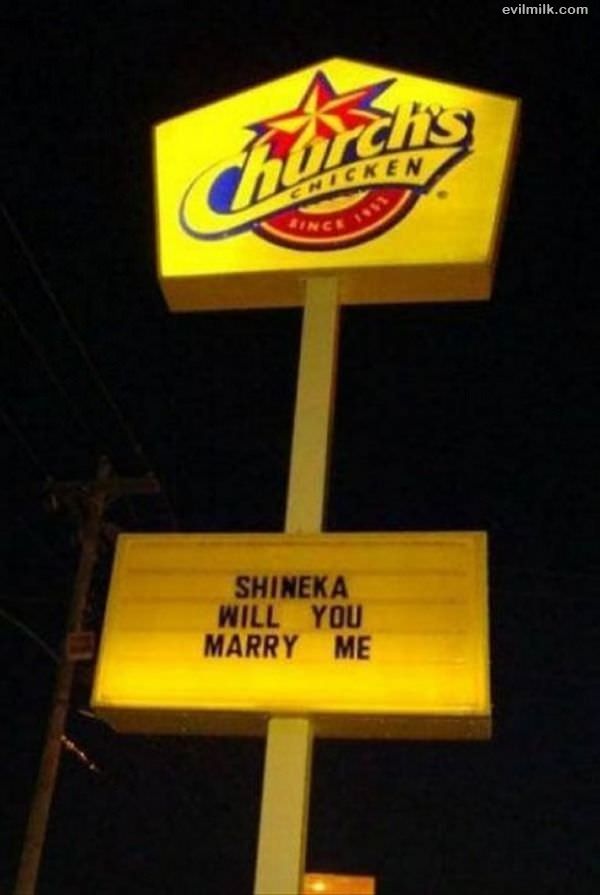 evilmilk.com
Church's
CHICKEN
SINCE 1952
SHINEKA
WILL YOU
MARRY ME